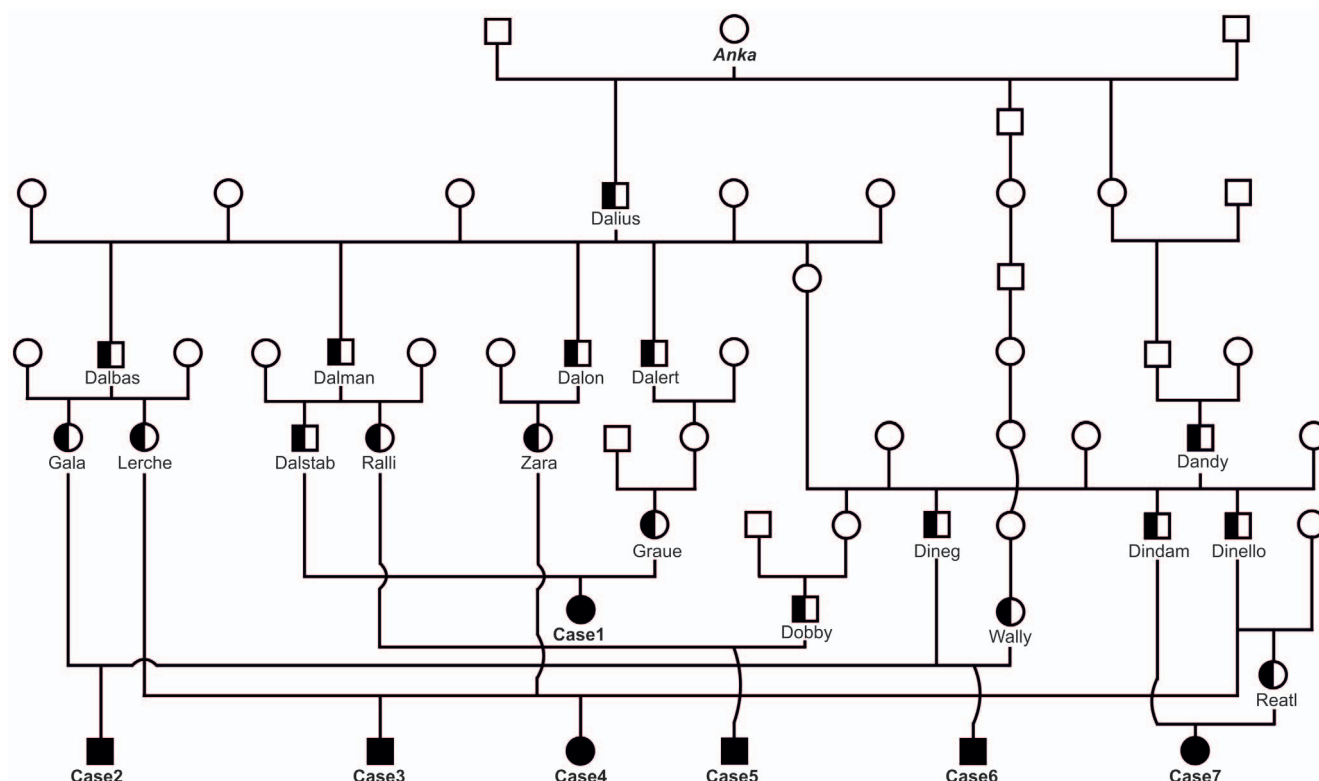 Anka
Dalius
Dalbas
Dalman
Dalon
Dalert
Gala
Lerche
Dalstab
Ralli
Zara
Dandy
Graue
Dineg
Dindam
Dinello
Case1
Dobby
Wally
Reatl
Case2
Case3
Case4
Case5
Case6
Case7